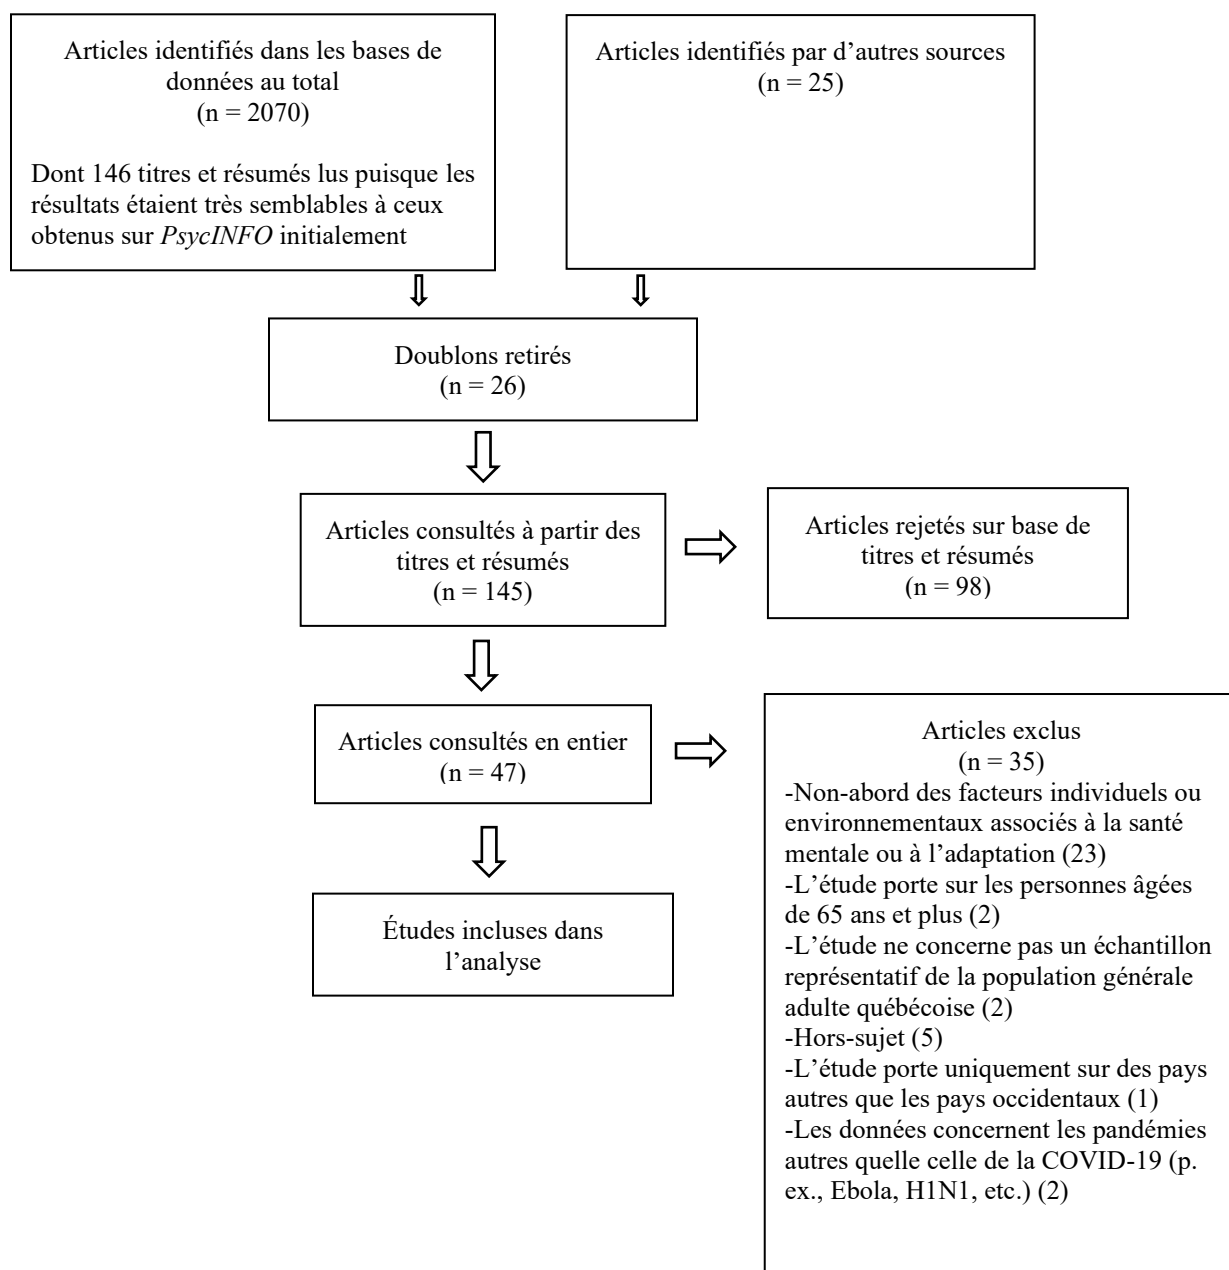 Articles identifiés dans les bases de
données au total
(n = 2070)
Dont 146 titres et résumés lus puisque les
résultats étaient très semblables à ceux
obtenus sur PsycINFO initialement
Articles identifiés par d’autres sources
(n = 25)
Doublons retirés
(n = 26)
Articles consultés à partir des
titres et résumés
(n = 145)
Articles rejetés sur base de
titres et résumés
(n = 98)
Articles consultés en entier
(n = 47)
Articles exclus
(n = 35)
-Non-abord des facteurs individuels ou
environnementaux associés à la santé
mentale ou à l’adaptation (23)
-L’étude porte sur les personnes âgées
de 65 ans et plus (2)
-L’étude ne concerne pas un échantillon
représentatif de la population générale
adulte québécoise (2)
-Hors-sujet (5)
-L’étude porte uniquement sur des pays
autres que les pays occidentaux (1)
-Les données concernent les pandémies
autres quelle celle de la COVID-19 (p.
ex., Ebola, H1N1, etc.) (2)
Études incluses dans
l’analyse